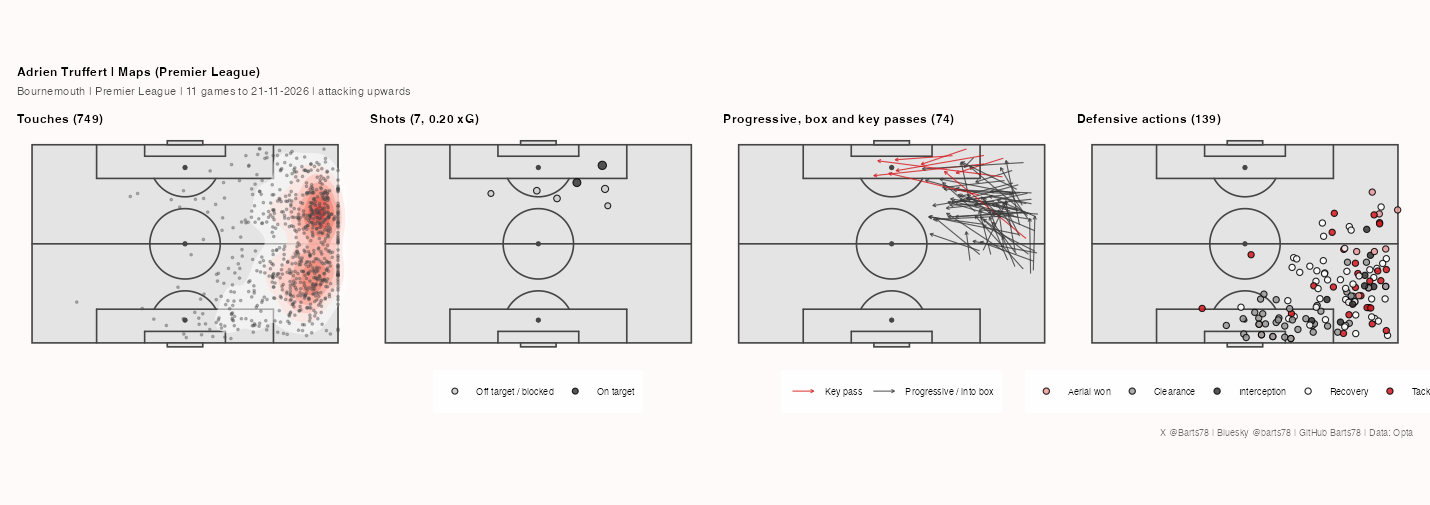 Adrien Truffert | Maps (Premier League)
Bournemouth | Premier League | 11 games to 21-11-2026 | attacking upwards
Touches (749)
Shots (7, 0.20 xG)
Progressive, box and key passes (74)
Defensive actions (139)
Off target / blocked
On target
Key pass
Progressive / into box
Aerial won
Clearance
Interception
Recovery
Tack
X @Barts78 | Bluesky @barts78 | GitHub Barts78 | Data: Opta